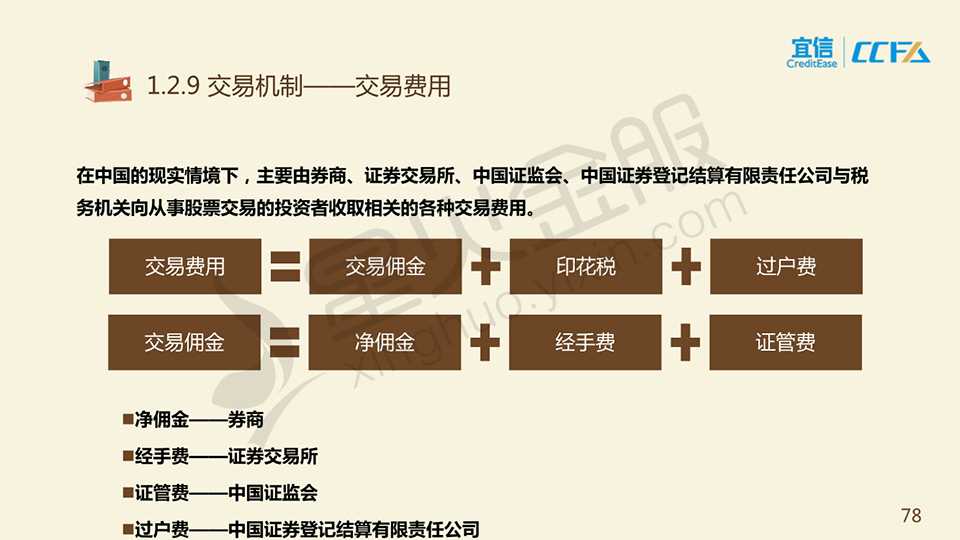 宜信
CreditEase
CCFA
1.2.9 交易机制——交易费用
在中国的现实情境下，主要由券商、证券交易所、中国证监会、中国证券登记结算有限责任公司与税
务机关向从事股票交易的投资者收取相关的各种交易费用。
交易费用 = 交易佣金 + 印花税 + 过户费
交易佣金 = 净佣金 + 经手费 + 证管费
星火金服
xinghuo.yixin.com
■净佣金——券商
■经手费——证券交易所
■证管费——中国证监会
■过户费——中国证券登记结算有限责任公司
78